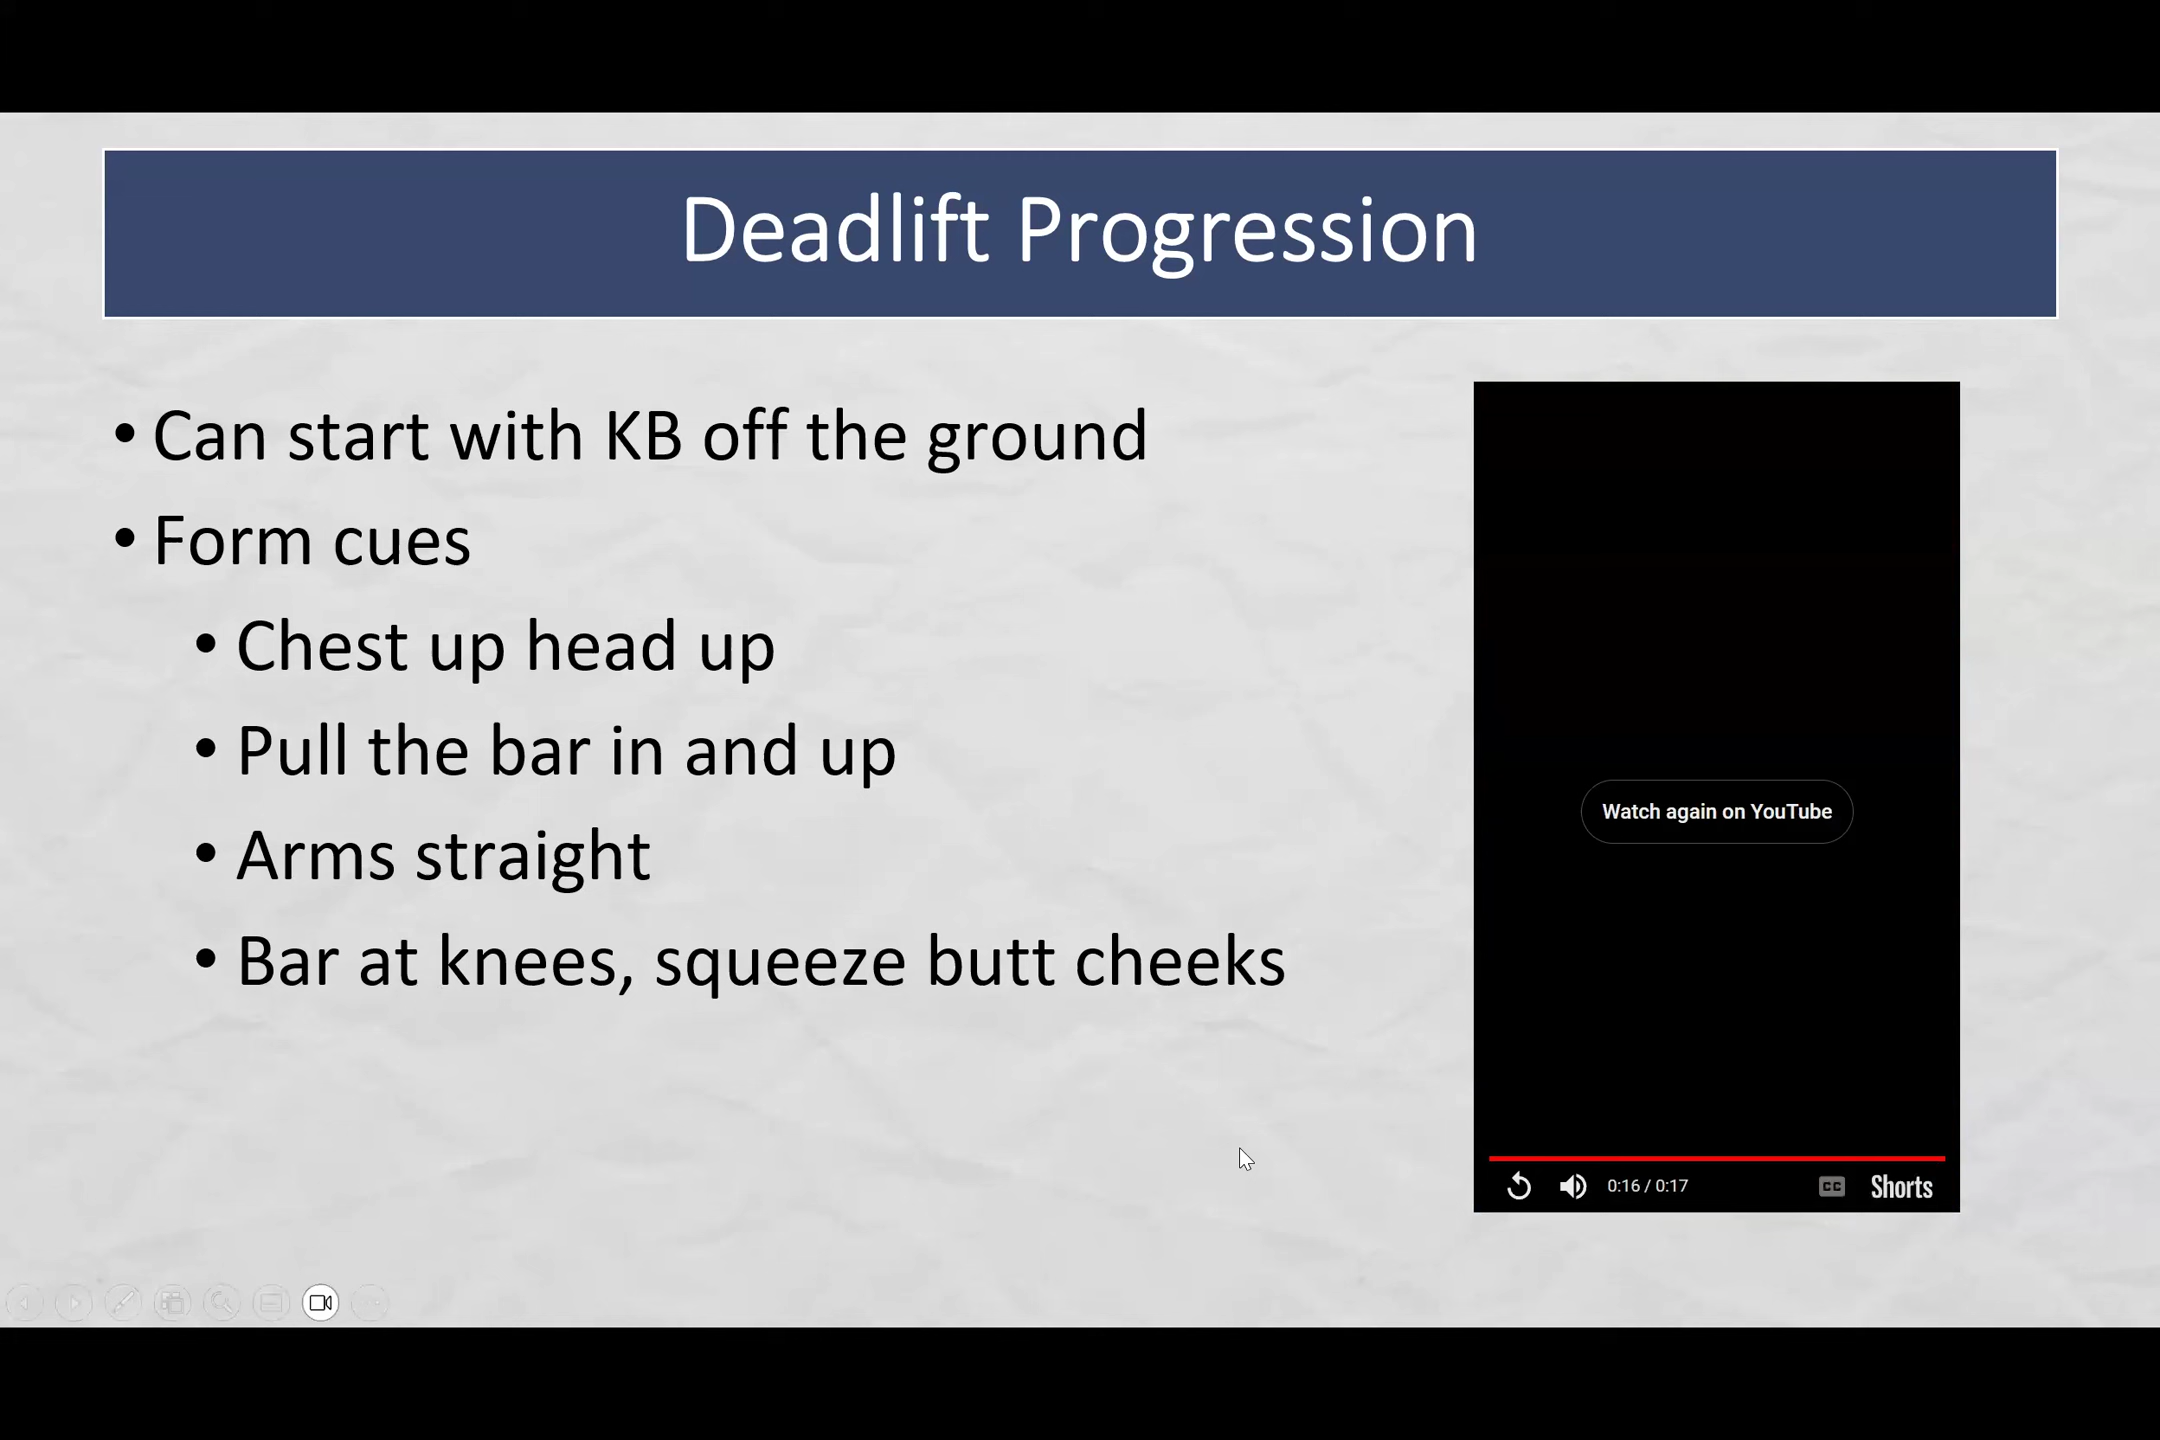 Deadlift Progression
• Can start with KB off the ground
• Form cues
• Chest up head up
• Pull the bar in and up
• Arms straight
• Bar at knees, squeeze butt cheeks
Watch again on YouTube
0:16 / 0:17
CC
Shorts